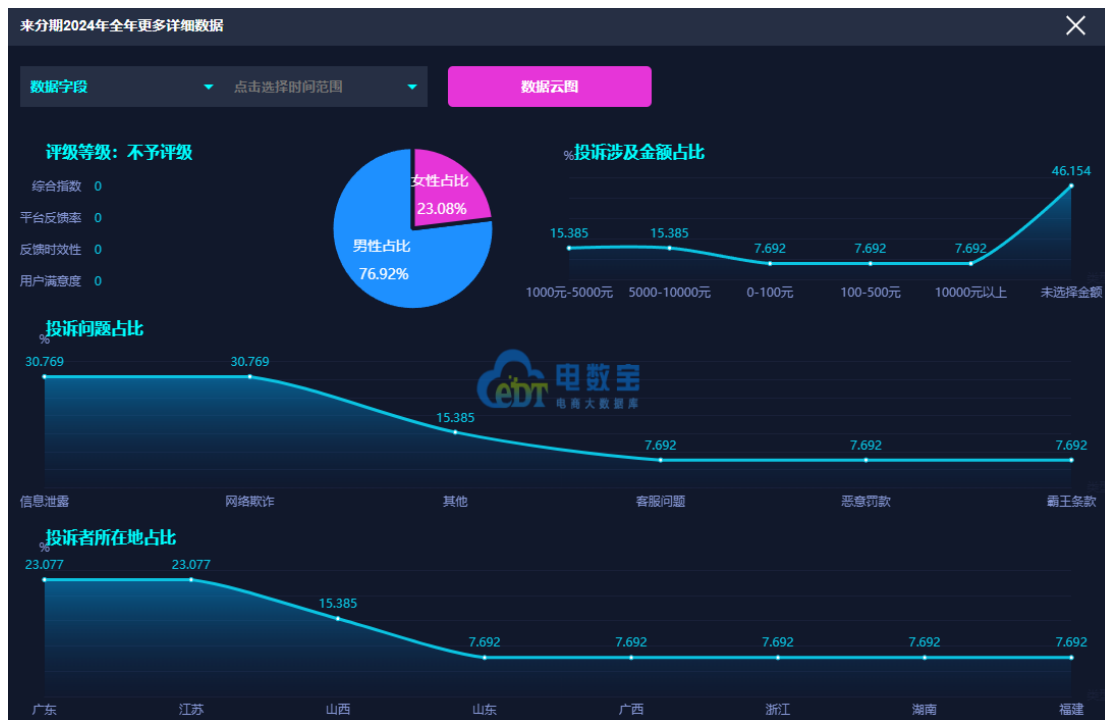 来分期2024年全年更多详细数据
数据字段 点击选择时间范围 数据云图
评级等级：不予评级
综合指数 0
平台反馈率 0
反馈时效性 0
用户满意度 0
女性占比
23.08%
男性占比
76.92%
%投诉涉及金额占比
46.154
15.385 15.385 7.692 7.692 7.692
1000元-5000元 5000-10000元 0-100元 100-500元 10000元以上 未选择金额
%投诉问题占比
30.769 30.769 15.385 7.692 7.692 7.692
eDT 电数宝
电商大数据库
信息泄露 网络欺诈 其他 客服问题 恶意罚款 霸王条款
%投诉者所在地占比
23.077 23.077 15.385 7.692 7.692 7.692 7.692 7.692
广东 江苏 山西 山东 广西 浙江 湖南 福建